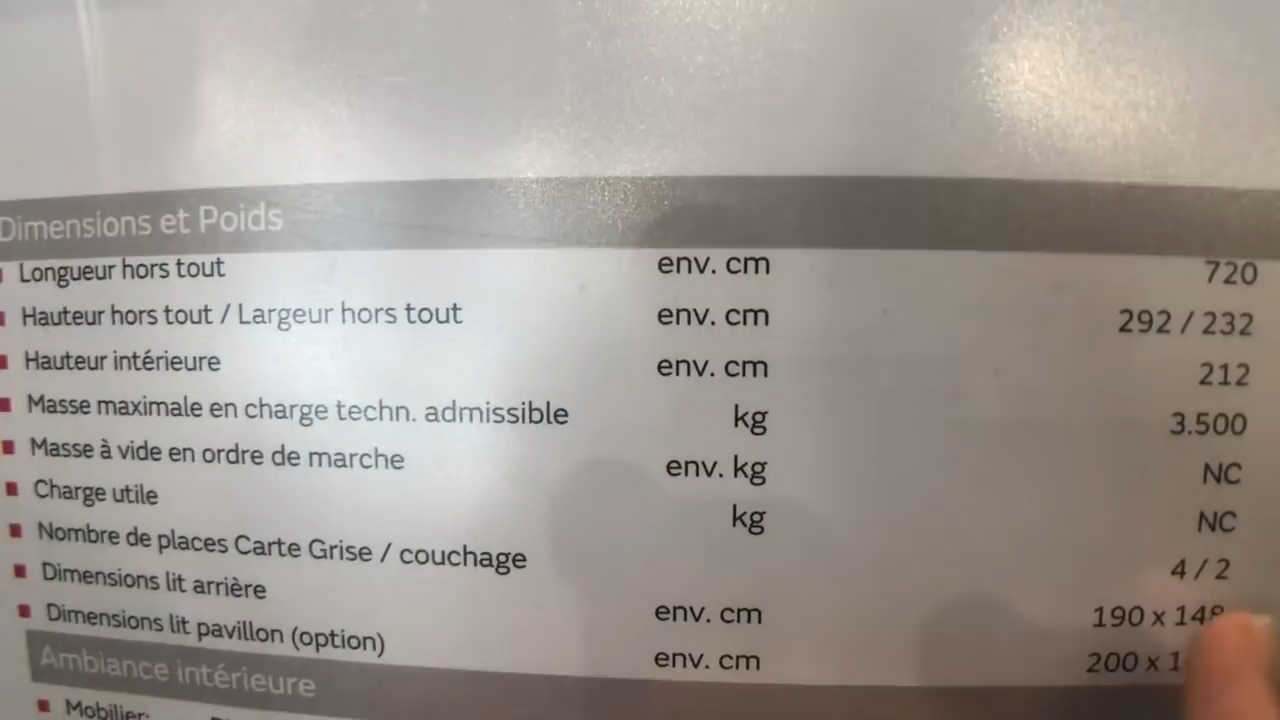 Dimensions et Poids
Longueur hors tout env. cm 720
Hauteur hors tout / Largeur hors tout env. cm 292 / 232
Hauteur intérieure env. cm 212
Masse maximale en charge techn. admissible kg 3.500
Masse à vide en ordre de marche env. kg NC
Charge utile kg NC
Nombre de places Carte Grise / couchage 4 / 2
Dimensions lit arrière env. cm 190 x
Dimensions lit pavillon (option) env. cm 200 x
Ambiance intérieure
Mobilier: